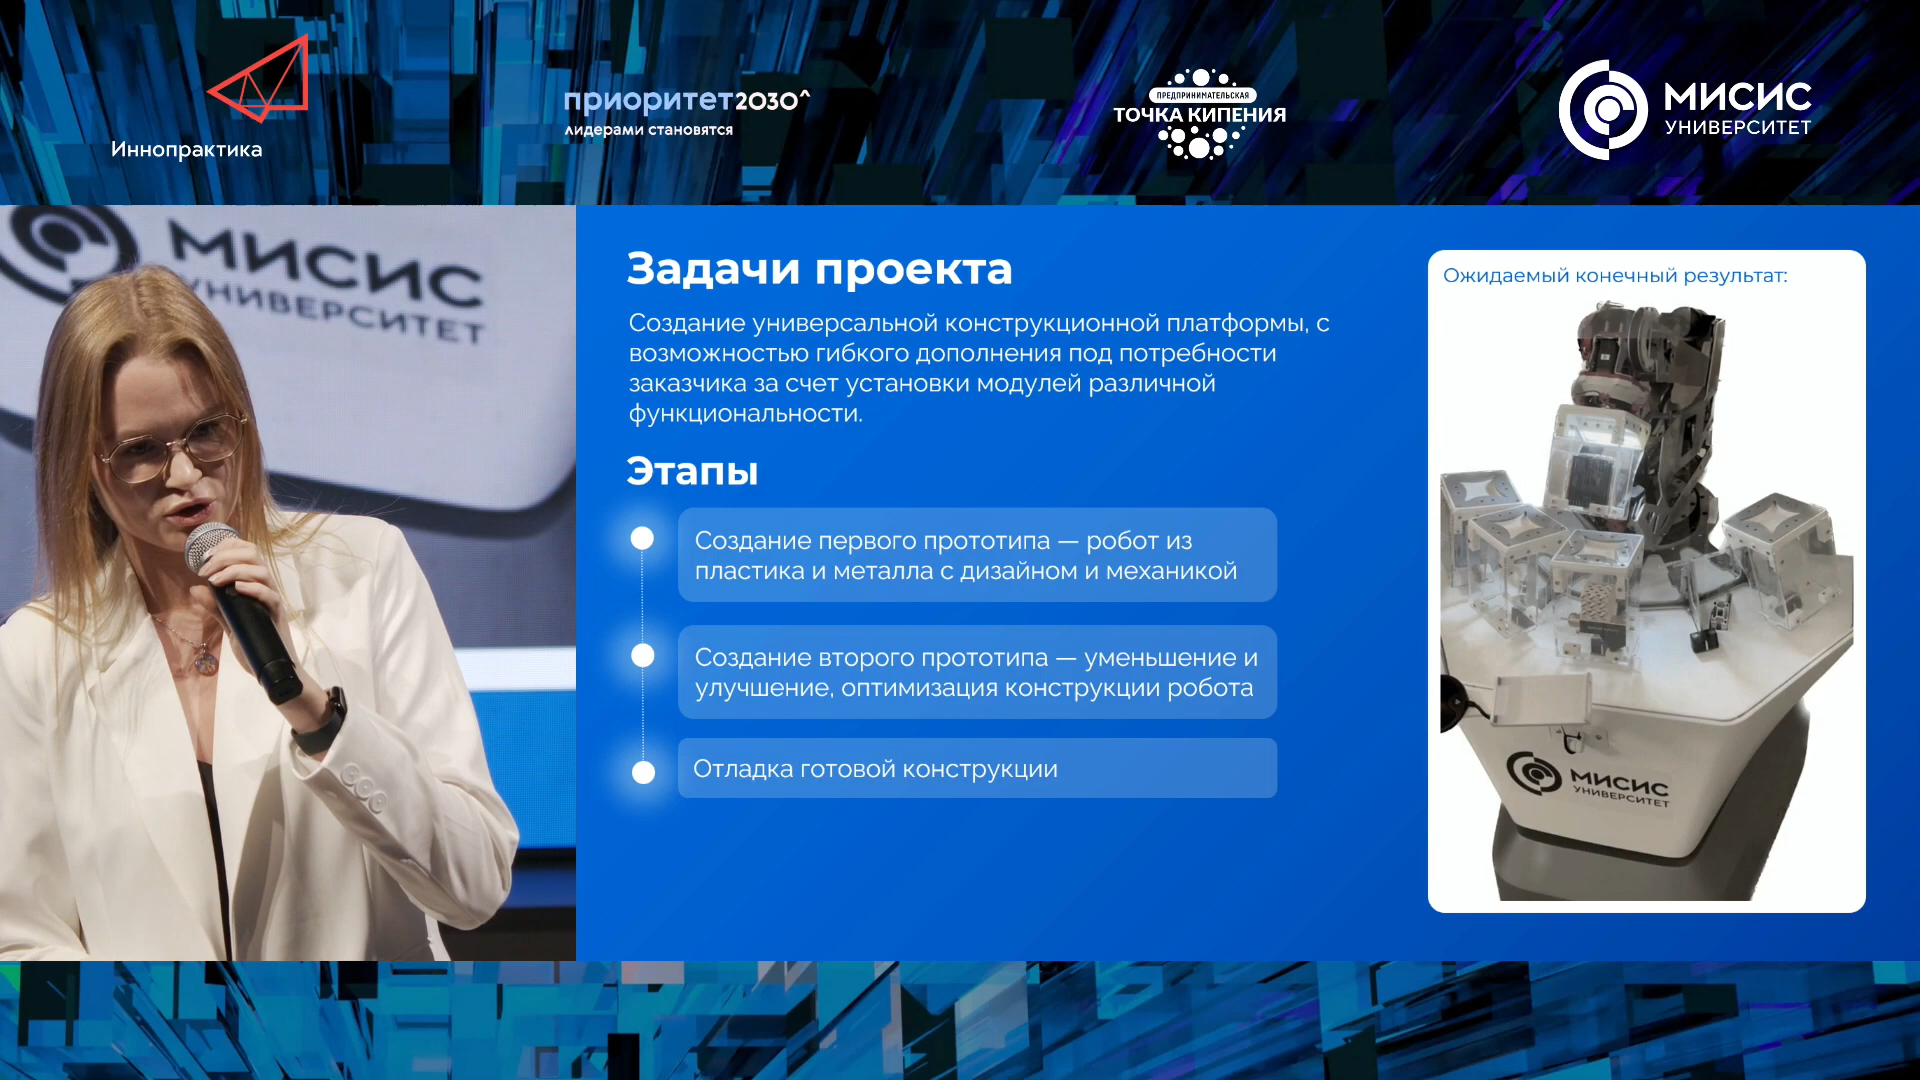 Иннопрактика
приоритет2030^
лидерами становятся
ПРЕДПРИНИМАТЕЛЬСКАЯ
ТОЧКА КИПЕНИЯ
МИСИС
УНИВЕРСИТЕТ
МИСИС
УНИВЕРСИТЕТ
Задачи проекта
Создание универсальной конструкционной платформы, с
возможностью гибкого дополнения под потребности
заказчика за счет установки модулей различной
функциональности.
Этапы
Создание первого прототипа — робот из
пластика и металла с дизайном и механикой
Создание второго прототипа — уменьшение и
улучшение, оптимизация конструкции робота
Отладка готовой конструкции
Ожидаемый конечный результат:
МИСИС
УНИВЕРСИТЕТ